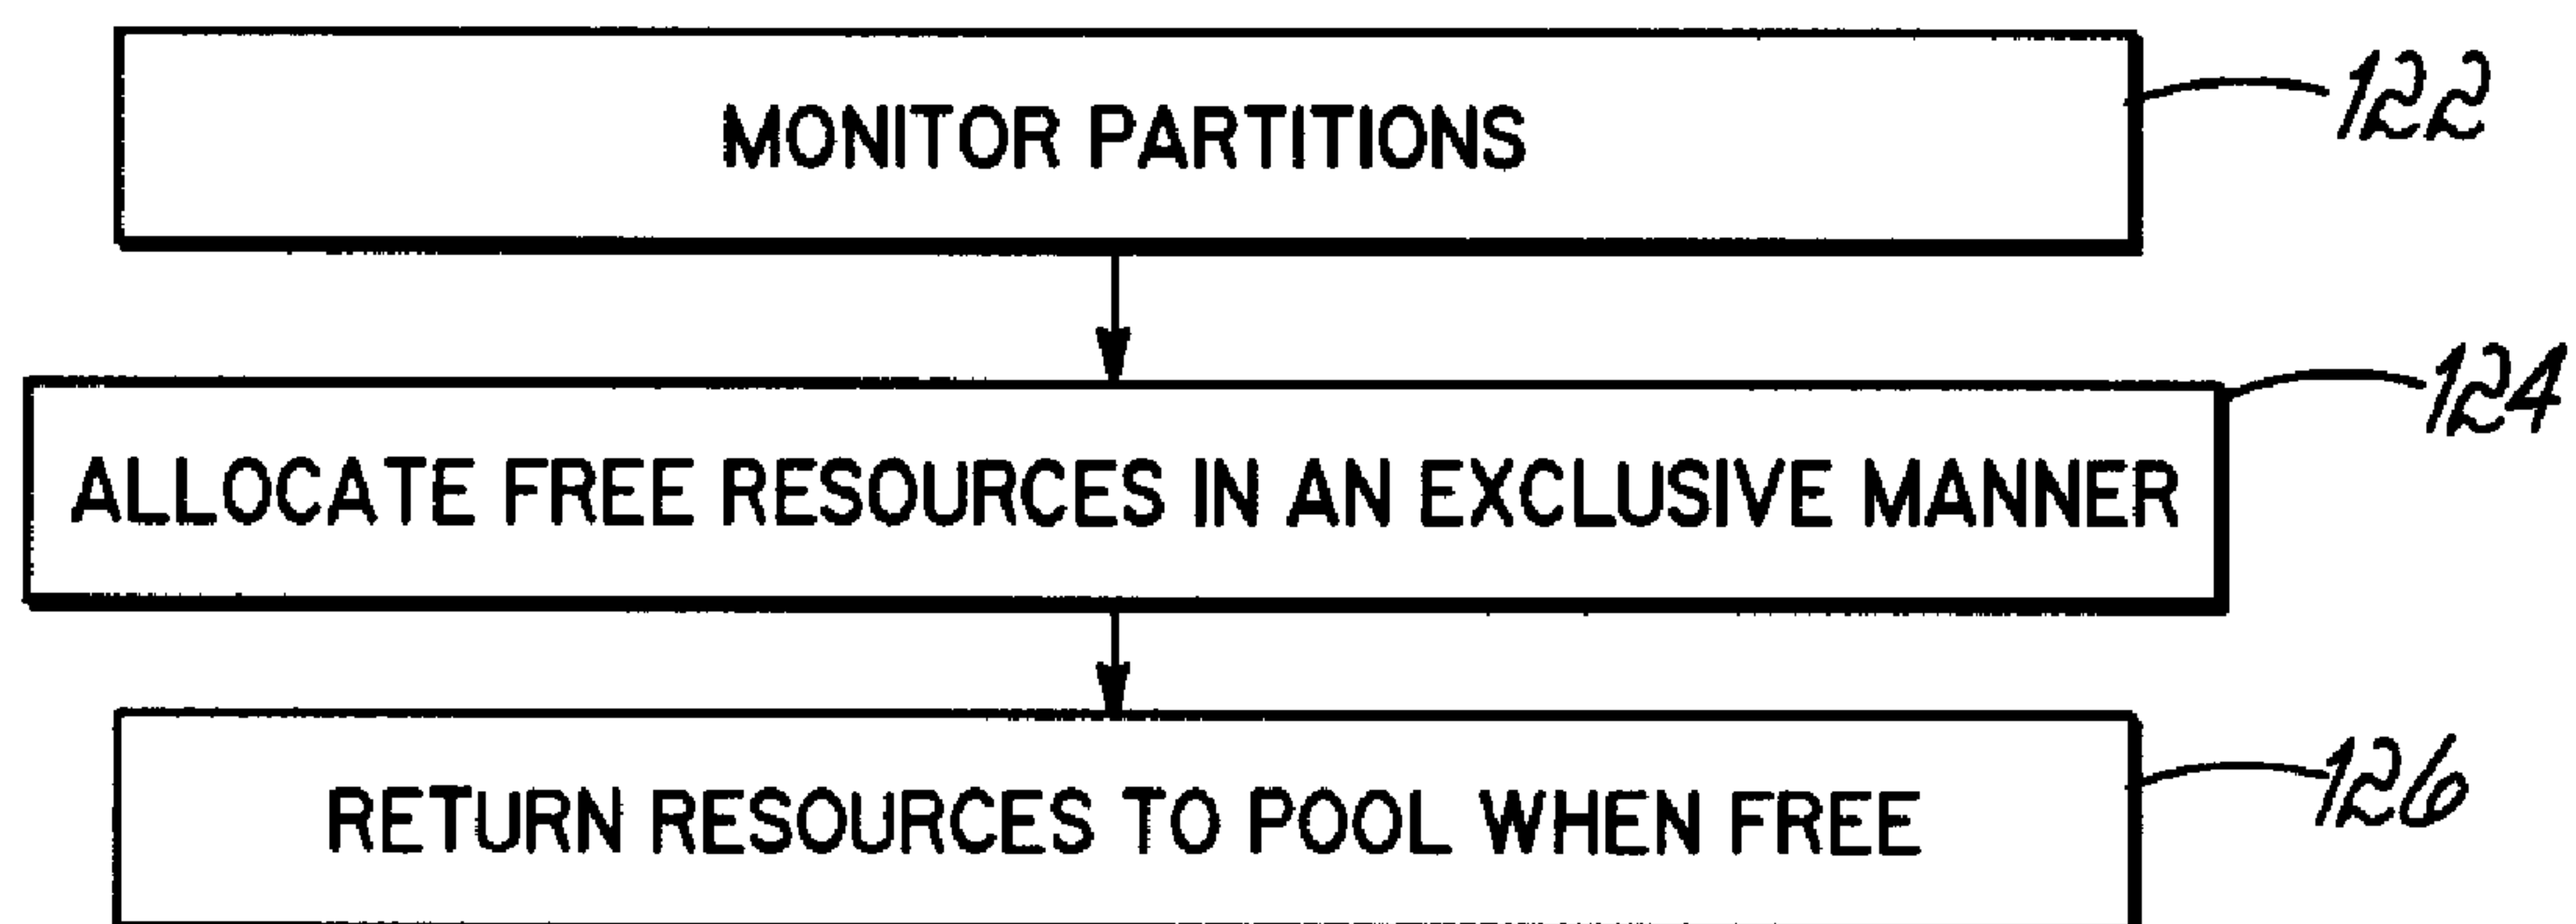 MONITOR PARTITIONS
122
ALLOCATE FREE RESOURCES IN AN EXCLUSIVE MANNER
124
RETURN RESOURCES TO POOL WHEN FREE
126